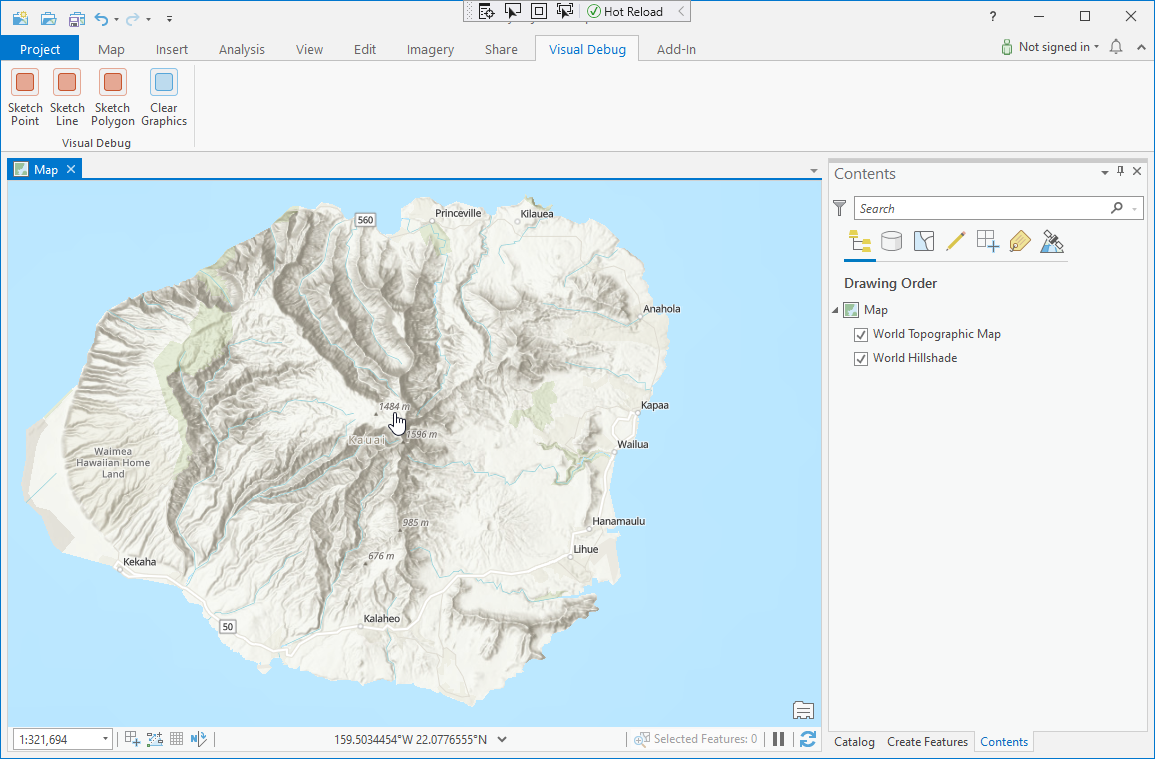 Hot Reload
?
Project
Map
Insert
Analysis
View
Edit
Imagery
Share
Visual Debug
Add-In
Not signed in
Sketch
Point
Sketch
Line
Sketch
Polygon
Clear
Graphics
Visual Debug
Map
560
Princeville
Kilauea
Anahola
1484 m
Kapaa
1596 m
Kauai
Wailua
Waimea
Hawaiian Home
Land
985 m
Hanamaulu
Lihue
676 m
Kekaha
Kalaheo
50
1:321,694
159.5034454°W 22.0776555°N
Selected Features: 0
Contents
Search
Drawing Order
Map
World Topographic Map
World Hillshade
Catalog
Create Features
Contents